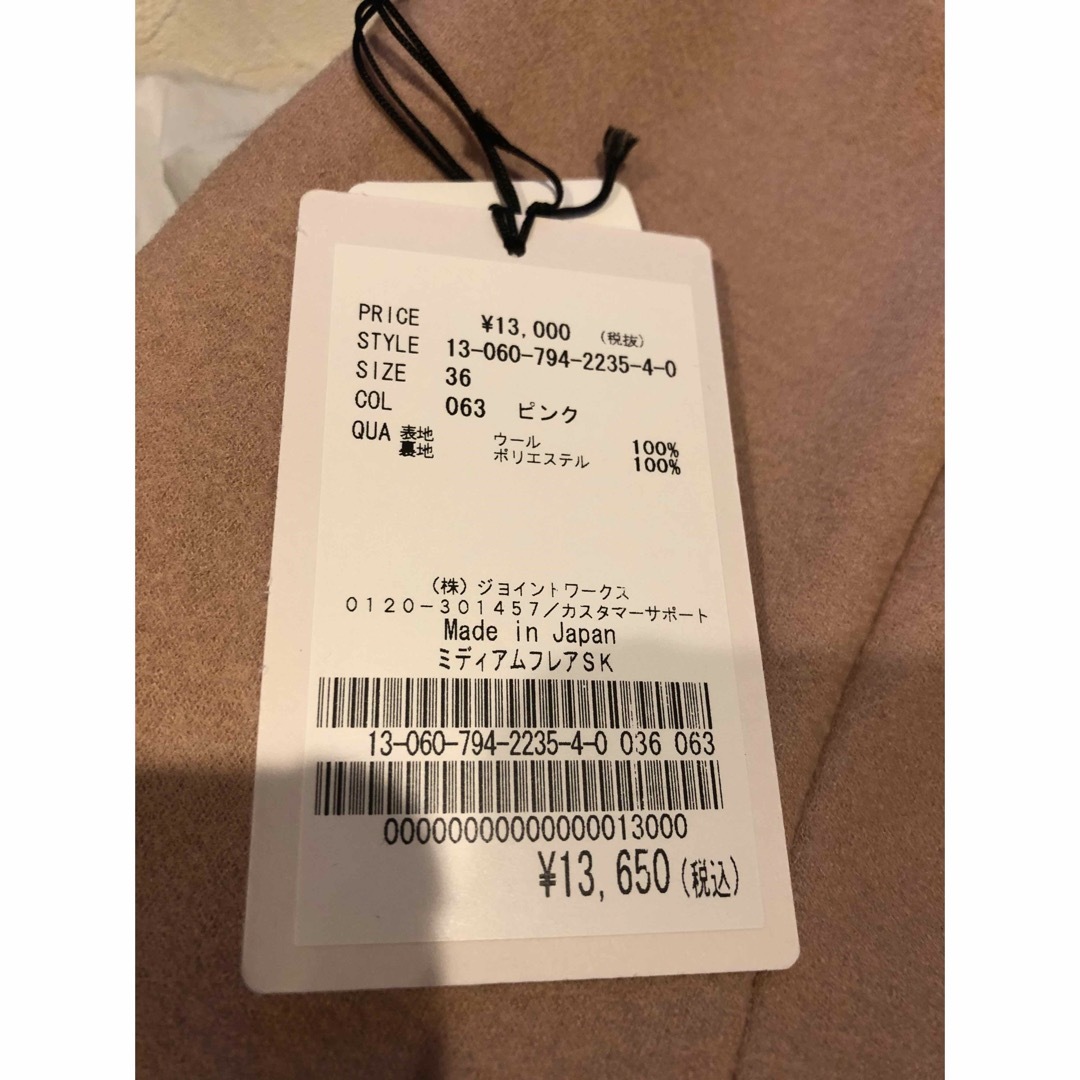 PRICE ¥13,000 (税抜)
STYLE 13-060-794-2235-4-0
SIZE 36
COL 063 ピンク
QUA 表地 ウール 100%
裏地 ポリエステル 100%
(株)ジョイントワークス
0120-301457/カスタマーサポート
Made in Japan
ミディアムフレアSK
13-060-794-2235-4-0 036 063
0000000000000013000
¥13,650(税込)